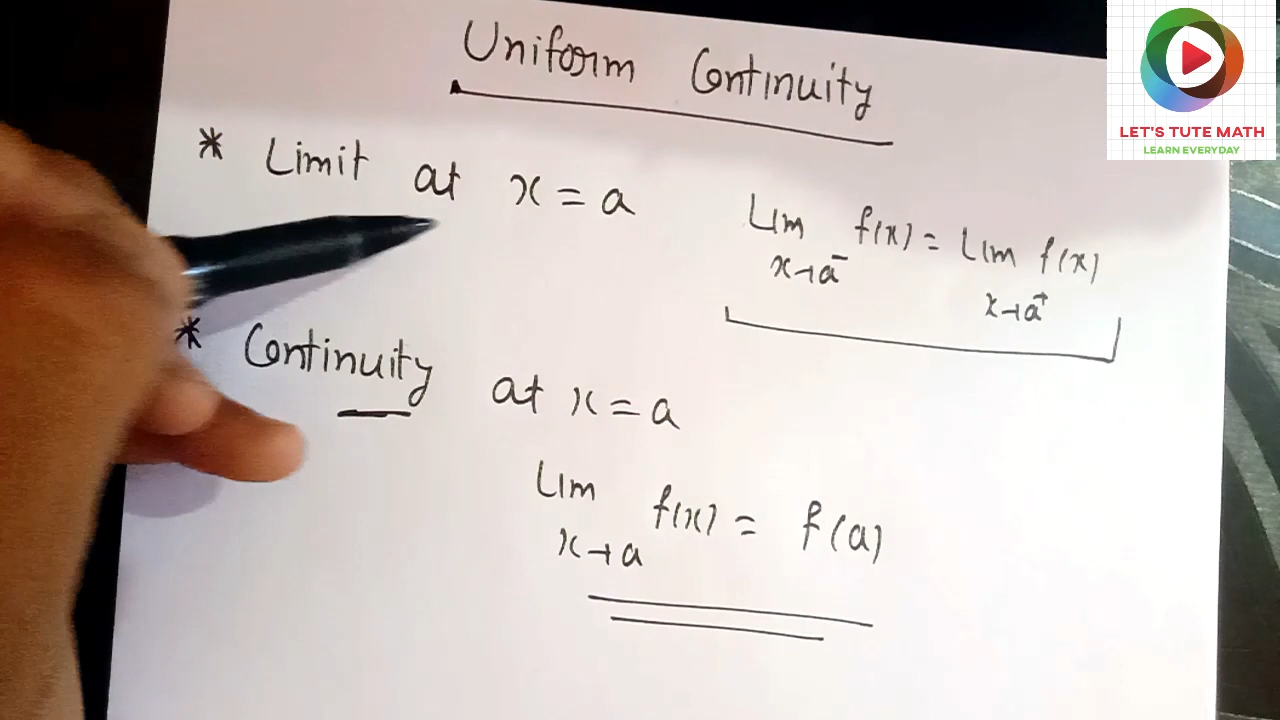 Uniform Continuity
* Limit at x = a
Lim f(x) = Lim f(x)
x→a⁻ x→a⁺
* Continuity at x = a
Lim f(x) = f(a)
x→a
LET'S TUTE MATH
LEARN EVERYDAY